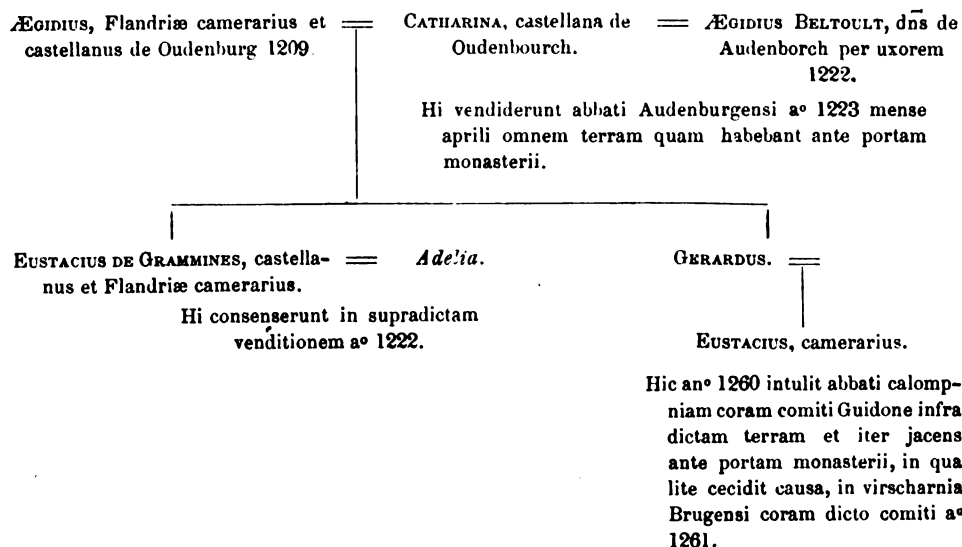 ÆGIDIUS, Flandriæ camerarius et
castellanus de Oudenburg 1209
CATHARINA, castellana de
Oudenbourch.
ÆGIDIUS BELTOULT, dn̄s de
Audenborch per uxorem
1222.
Hi vendiderunt abbati Audenburgensi aº 1223 mense
aprili omnem terram quam habebant ante portam
monasterii.
EUSTACIUS DE GRAMMINES, castella-
nus et Flandriæ camerarius.
Adelia.
Hi consenserunt in supradictam
venditionem aº 1222.
GERARDUS.
EUSTACIUS, camerarius.
Hic anº 1260 intulit abbati calomp-
niam coram comiti Guidone infra
dictam terram et iter jacens
ante portam monasterii, in qua
lite cecidit causa, in virscharnia
Brugensi coram dicto comiti aº
1261.